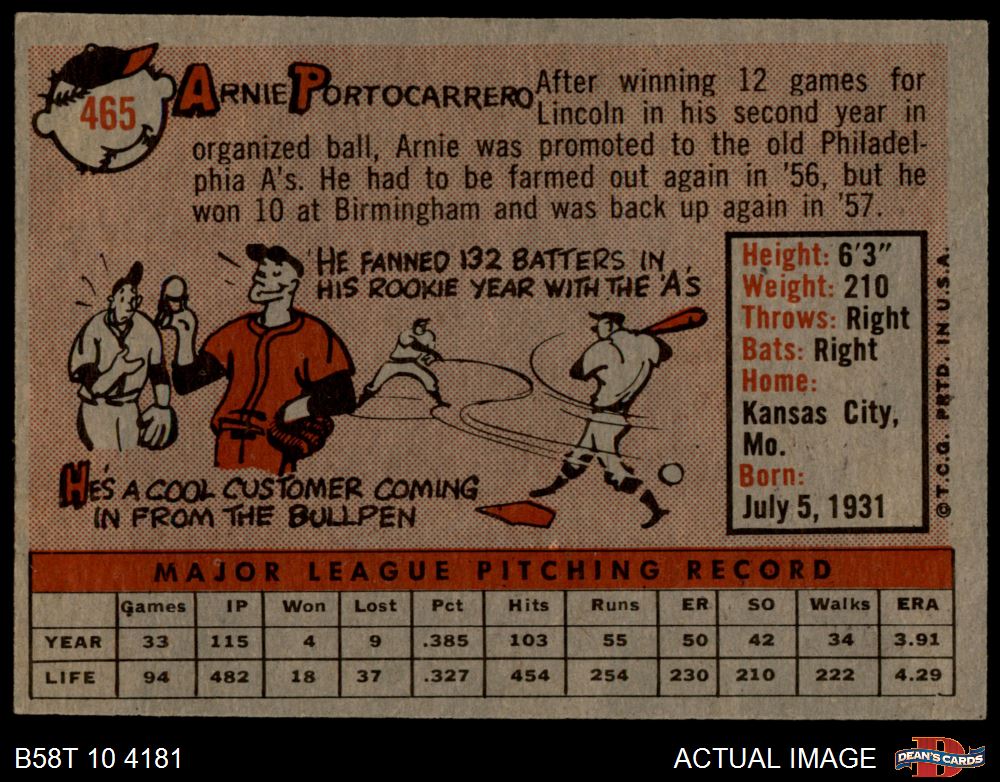 465
ARNIE PORTOCARRERO
After winning 12 games for
Lincoln in his second year in
organized ball, Arnie was promoted to the old Philadel-
phia A's. He had to be farmed out again in '56, but he
won 10 at Birmingham and was back up again in '57.
HE FANNED 132 BATTERS IN
HIS ROOKIE YEAR WITH THE 'A'S
HE'S A COOL CUSTOMER COMING
IN FROM THE BULLPEN
Height: 6'3"
Weight: 210
Throws: Right
Bats: Right
Home:
Kansas City,
Mo.
Born:
July 5, 1931
© T.C.G. PRTD. IN U.S.A.
MAJOR LEAGUE PITCHING RECORD
Games IP Won Lost Pct Hits Runs ER SO Walks ERA
YEAR 33 115 4 9 .385 103 55 50 42 34 3.91
LIFE 94 482 18 37 .327 454 254 230 210 222 4.29
B58T 10 4181
ACTUAL IMAGE
D
DEAN'S CARDS